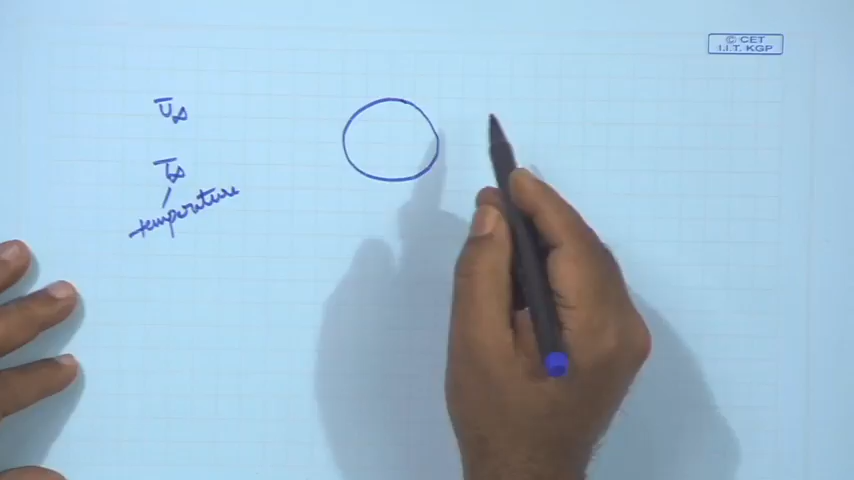 U∞
T∞
temperature
© CET
I.I.T. KGP